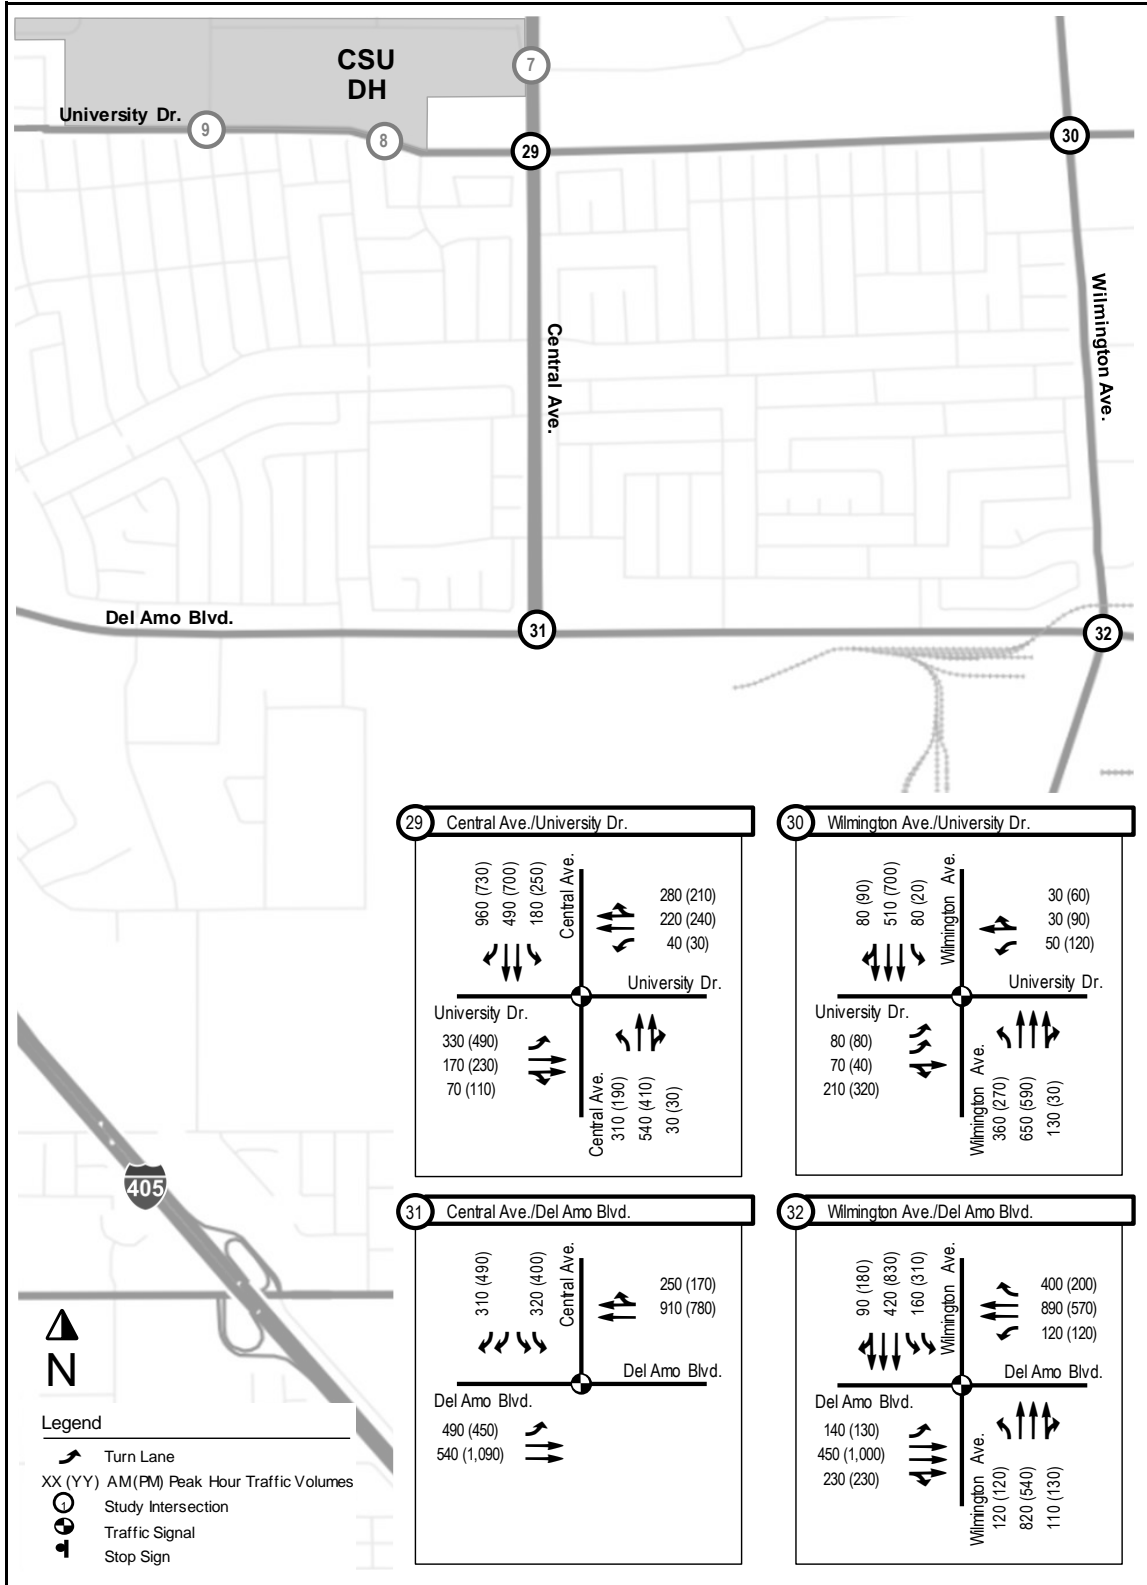 CSU
DH
7
University Dr.
9
8
29
30
Central Ave.
Wilmington Ave.
Del Amo Blvd.
31
32
405
N
Legend
Turn Lane
XX (YY) AM(PM) Peak Hour Traffic Volumes
1 Study Intersection
Traffic Signal
Stop Sign
29 Central Ave./University Dr.
960 (730)
490 (700)
180 (250)
Central Ave.
280 (210)
220 (240)
40 (30)
University Dr.
University Dr.
330 (490)
170 (230)
70 (110)
Central Ave.
310 (190)
540 (410)
30 (30)
30 Wilmington Ave./University Dr.
80 (90)
510 (700)
80 (20)
Wilmington Ave.
30 (60)
30 (90)
50 (120)
University Dr.
University Dr.
80 (80)
70 (40)
210 (320)
Wilmington Ave.
360 (270)
650 (590)
130 (30)
31 Central Ave./Del Amo Blvd.
310 (490)
320 (400)
Central Ave.
250 (170)
910 (780)
Del Amo Blvd.
Del Amo Blvd.
490 (450)
540 (1,090)
32 Wilmington Ave./Del Amo Blvd.
90 (180)
420 (830)
160 (310)
Wilmington Ave.
400 (200)
890 (570)
120 (120)
Del Amo Blvd.
Del Amo Blvd.
140 (130)
450 (1,000)
230 (230)
Wilmington Ave.
120 (120)
820 (540)
110 (130)